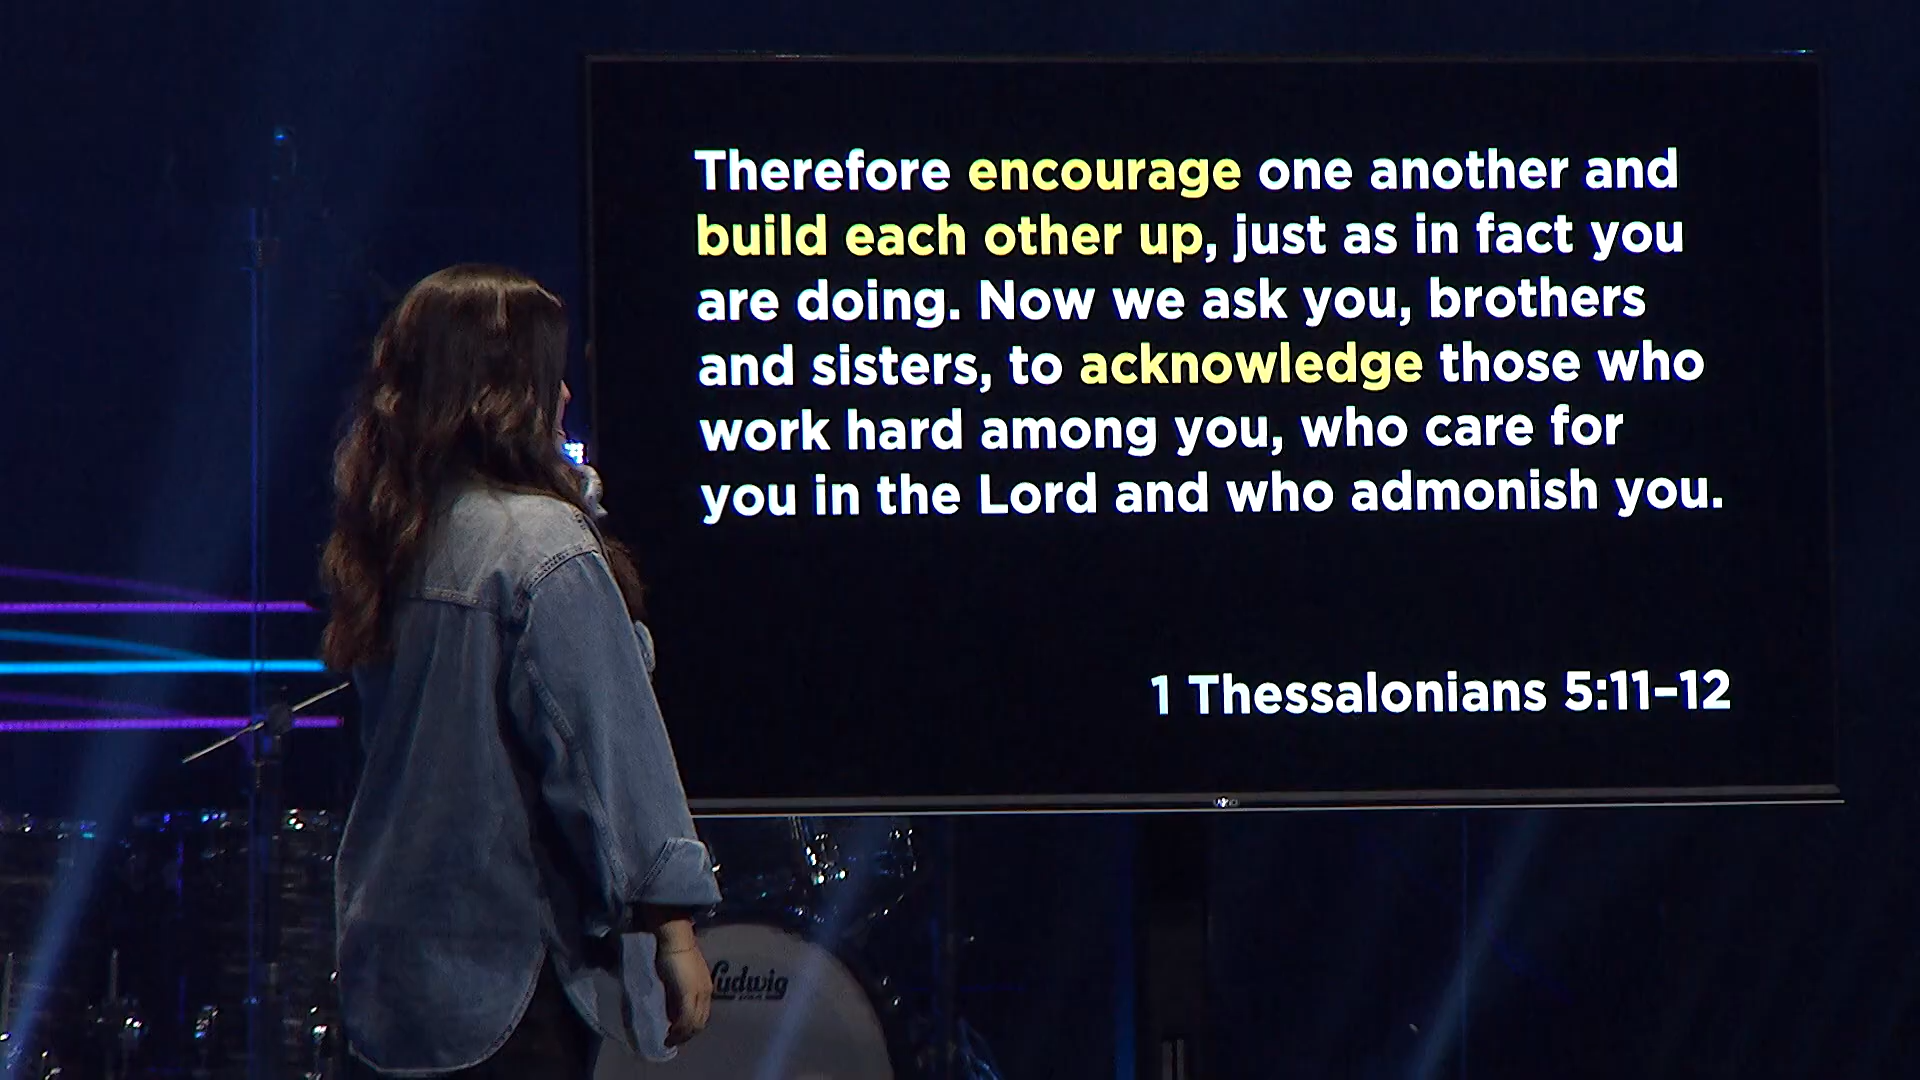 Therefore encourage one another and
build each other up, just as in fact you
are doing. Now we ask you, brothers
and sisters, to acknowledge those who
work hard among you, who care for
you in the Lord and who admonish you.
1 Thessalonians 5:11–12
Ludwig